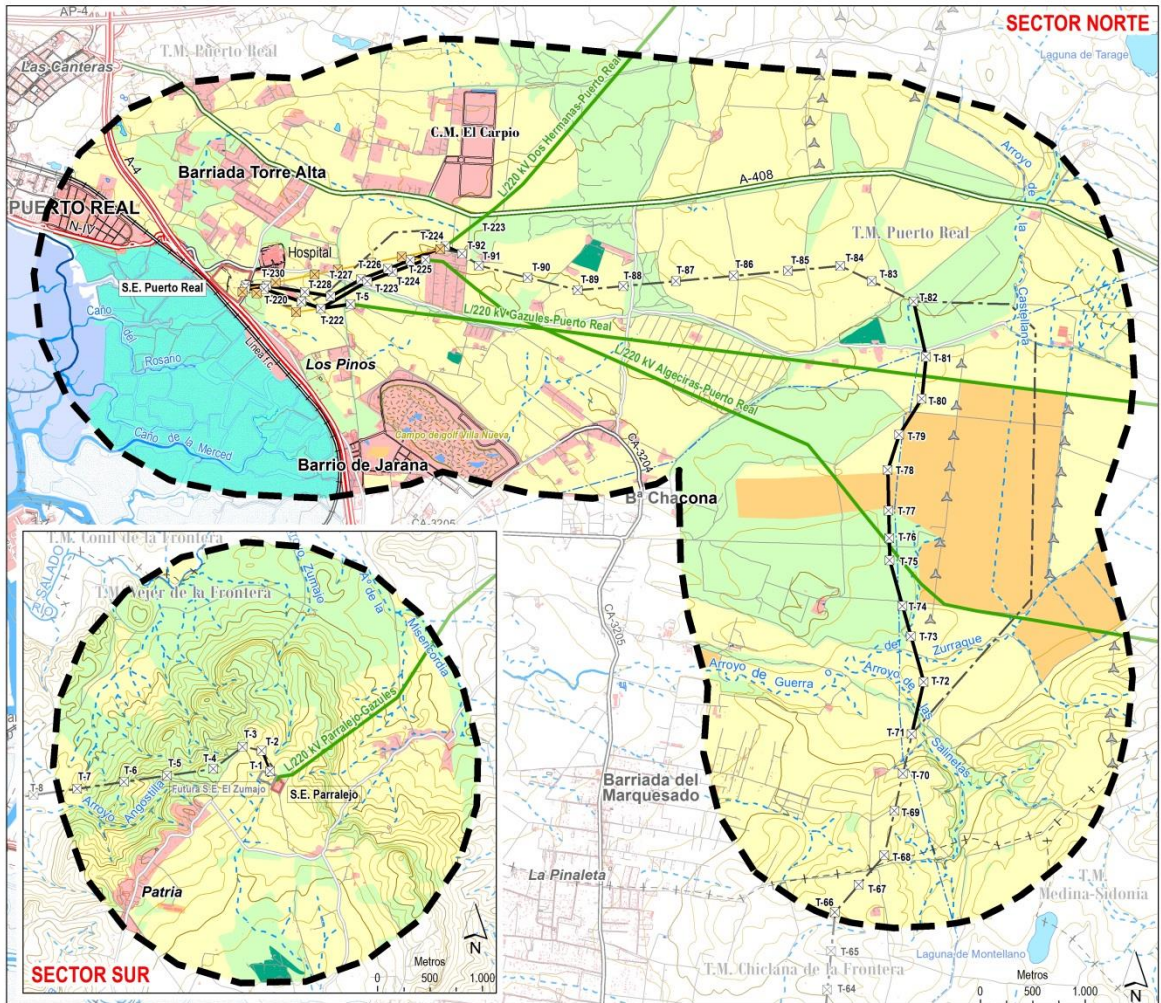 SECTOR NORTE
AP-4
T.M. Puerto Real
Las Canteras
Laguna de Tarage
L/220 kV Dos Hermanas-Puerto Real
C.M. El Carpio
A-4
Barriada Torre Alta
Arroyo de la Castellana
A-408
PUERTO REAL
N-IV
T.M. Puerto Real
T-223
T-224
T-92
Hospital
T-226
T-91
T-84
T-85
T-230
T-227
T-225
T-90
T-86
T-83
T-224
T-89
T-88
T-87
S.E. Puerto Real
T-228
T-223
T-220
T-5
T-82
T-222
L/220 kV Gazules-Puerto Real
Caño del Rosario
Línea f.c.
Los Pinos
L/220 kV Algeciras-Puerto Real
T-81
T-80
Caño de la Merced
Campo de golf Villa Nueva
CA-3204
T-79
Barrio de Jarana
T-78
Bª Chacona
T-77
CA-3205
T-76
T-75
CA-3205
T-74
T-73
Arroyo de Guerra o del Zurraque
T-72
Arroyo de las Salinetas
T-71
T-70
Barriada del
Marquesado
T-69
T-68
La Pinaleta
T-67
T.M.
Medina-Sidonia
T-66
T-65
Laguna de Montellano
T.M. Chiclana de la Frontera
T-64
Metros
0 500 1.000
N
T.M. Conil de la Frontera
RÍO SALADO
T.M. Vejer de la Frontera
Arroyo Zumajo
Aº de la Misericordia
L/220 kV Parralejo-Gazules
T-3
T-2
T-4
T-1
T-5
T-6
T-7
T-8
Futura S.E. El Zumajo
S.E. Parralejo
Arroyo Angostilla
Patria
SECTOR SUR
Metros
0 500 1.000
N